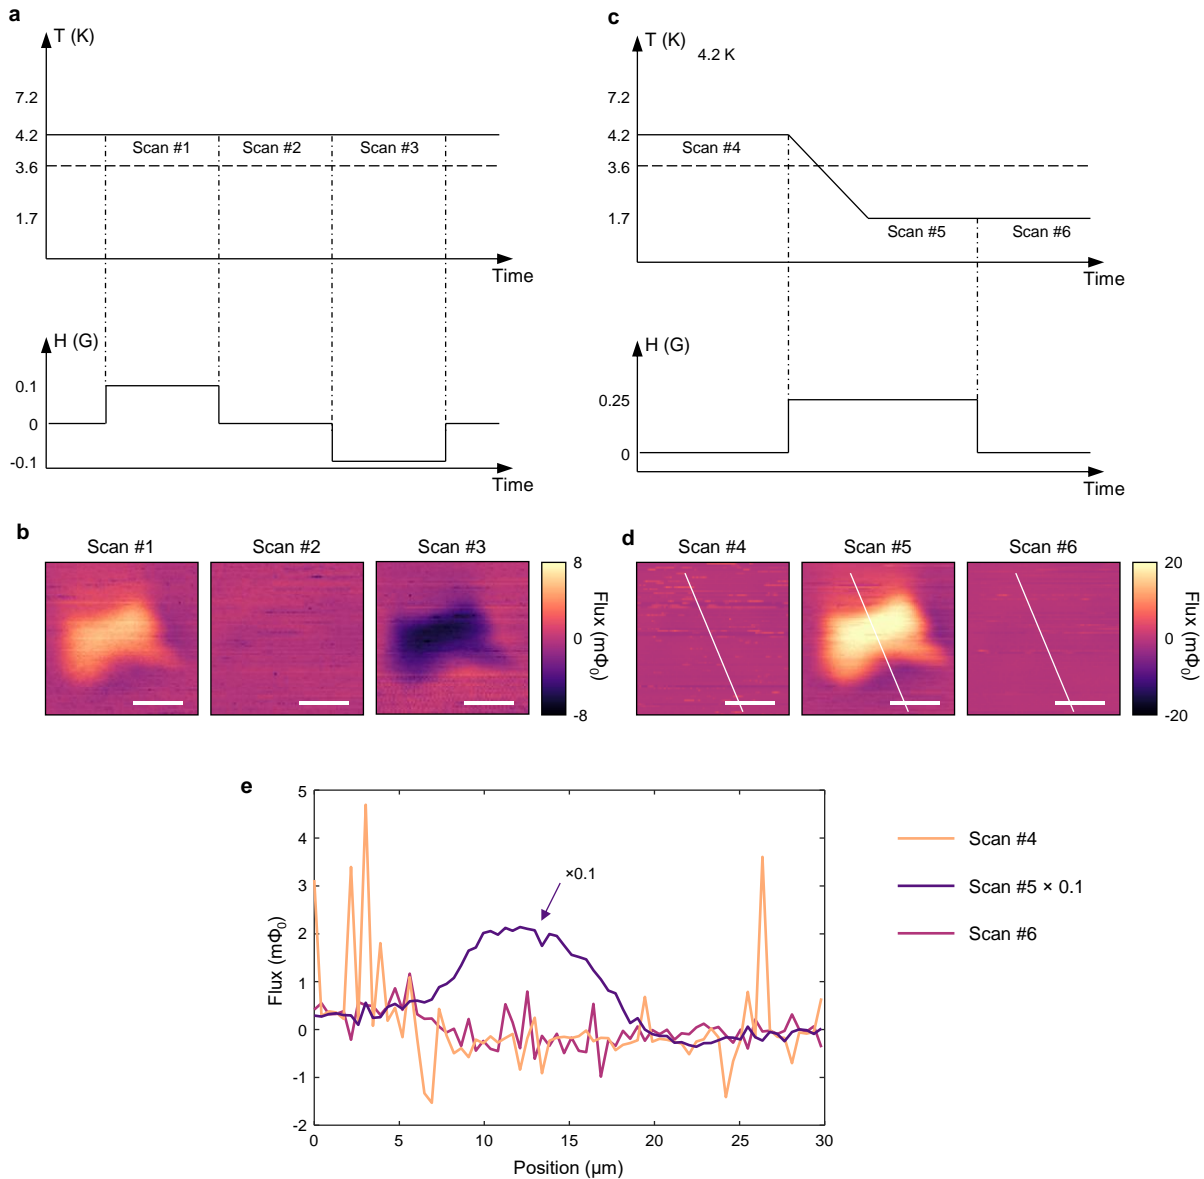 a
T (K)
7.2
4.2
3.6
1.7
Scan #1
Scan #2
Scan #3
Time
H (G)
0.1
0
-0.1
Time
c
T (K)
4.2 K
7.2
4.2
3.6
1.7
Scan #4
Scan #5
Scan #6
Time
H (G)
0.25
0
Time
b
Scan #1
Scan #2
Scan #3
8
0
-8
Flux (mΦ₀)
d
Scan #4
Scan #5
Scan #6
20
0
-20
Flux (mΦ₀)
e
5
4
3
2
1
0
-1
-2
Flux (mΦ₀)
×0.1
0
5
10
15
20
25
30
Position (μm)
Scan #4
Scan #5 × 0.1
Scan #6